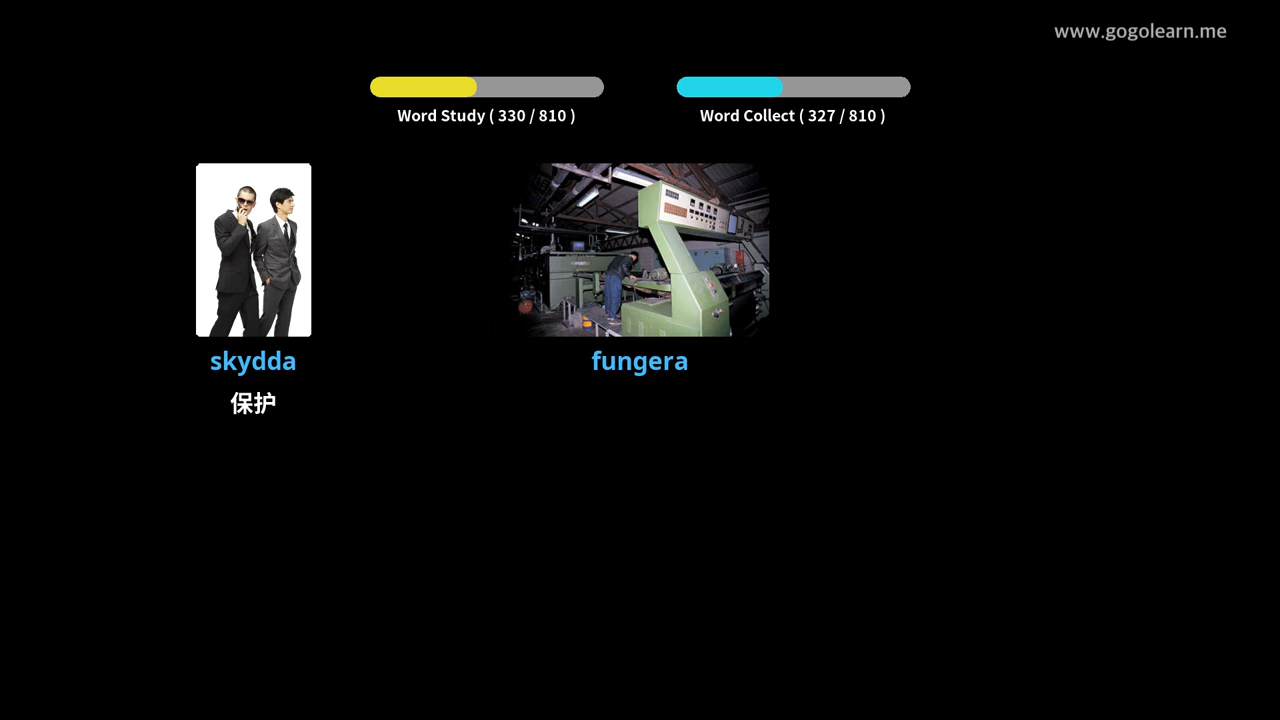 www.gogolearn.me
Word Study ( 330 / 810 )
Word Collect ( 327 / 810 )
skydda
fungera
保护